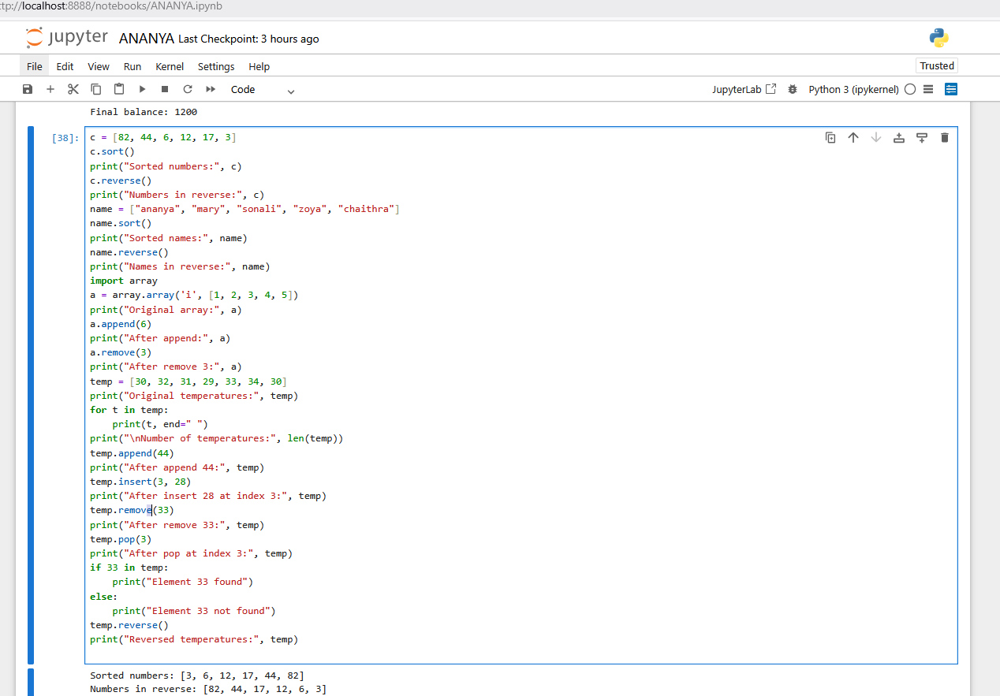 ttp://localhost:8888/notebooks/ANANYA.ipynb
jupyter ANANYA Last Checkpoint: 3 hours ago
File Edit View Run Kernel Settings Help Trusted
Code JupyterLab Python 3 (ipykernel)
Final balance: 1200
[38]: c = [82, 44, 6, 12, 17, 3]
c.sort()
print("Sorted numbers:", c)
c.reverse()
print("Numbers in reverse:", c)
name = ["ananya", "mary", "sonali", "zoya", "chaithra"]
name.sort()
print("Sorted names:", name)
name.reverse()
print("Names in reverse:", name)
import array
a = array.array('i', [1, 2, 3, 4, 5])
print("Original array:", a)
a.append(6)
print("After append:", a)
a.remove(3)
print("After remove 3:", a)
temp = [30, 32, 31, 29, 33, 34, 30]
print("Original temperatures:", temp)
for t in temp:
    print(t, end=" ")
print("\nNumber of temperatures:", len(temp))
temp.append(44)
print("After append 44:", temp)
temp.insert(3, 28)
print("After insert 28 at index 3:", temp)
temp.remove(33)
print("After remove 33:", temp)
temp.pop(3)
print("After pop at index 3:", temp)
if 33 in temp:
    print("Element 33 found")
else:
    print("Element 33 not found")
temp.reverse()
print("Reversed temperatures:", temp)
Sorted numbers: [3, 6, 12, 17, 44, 82]
Numbers in reverse: [82, 44, 17, 12, 6, 3]